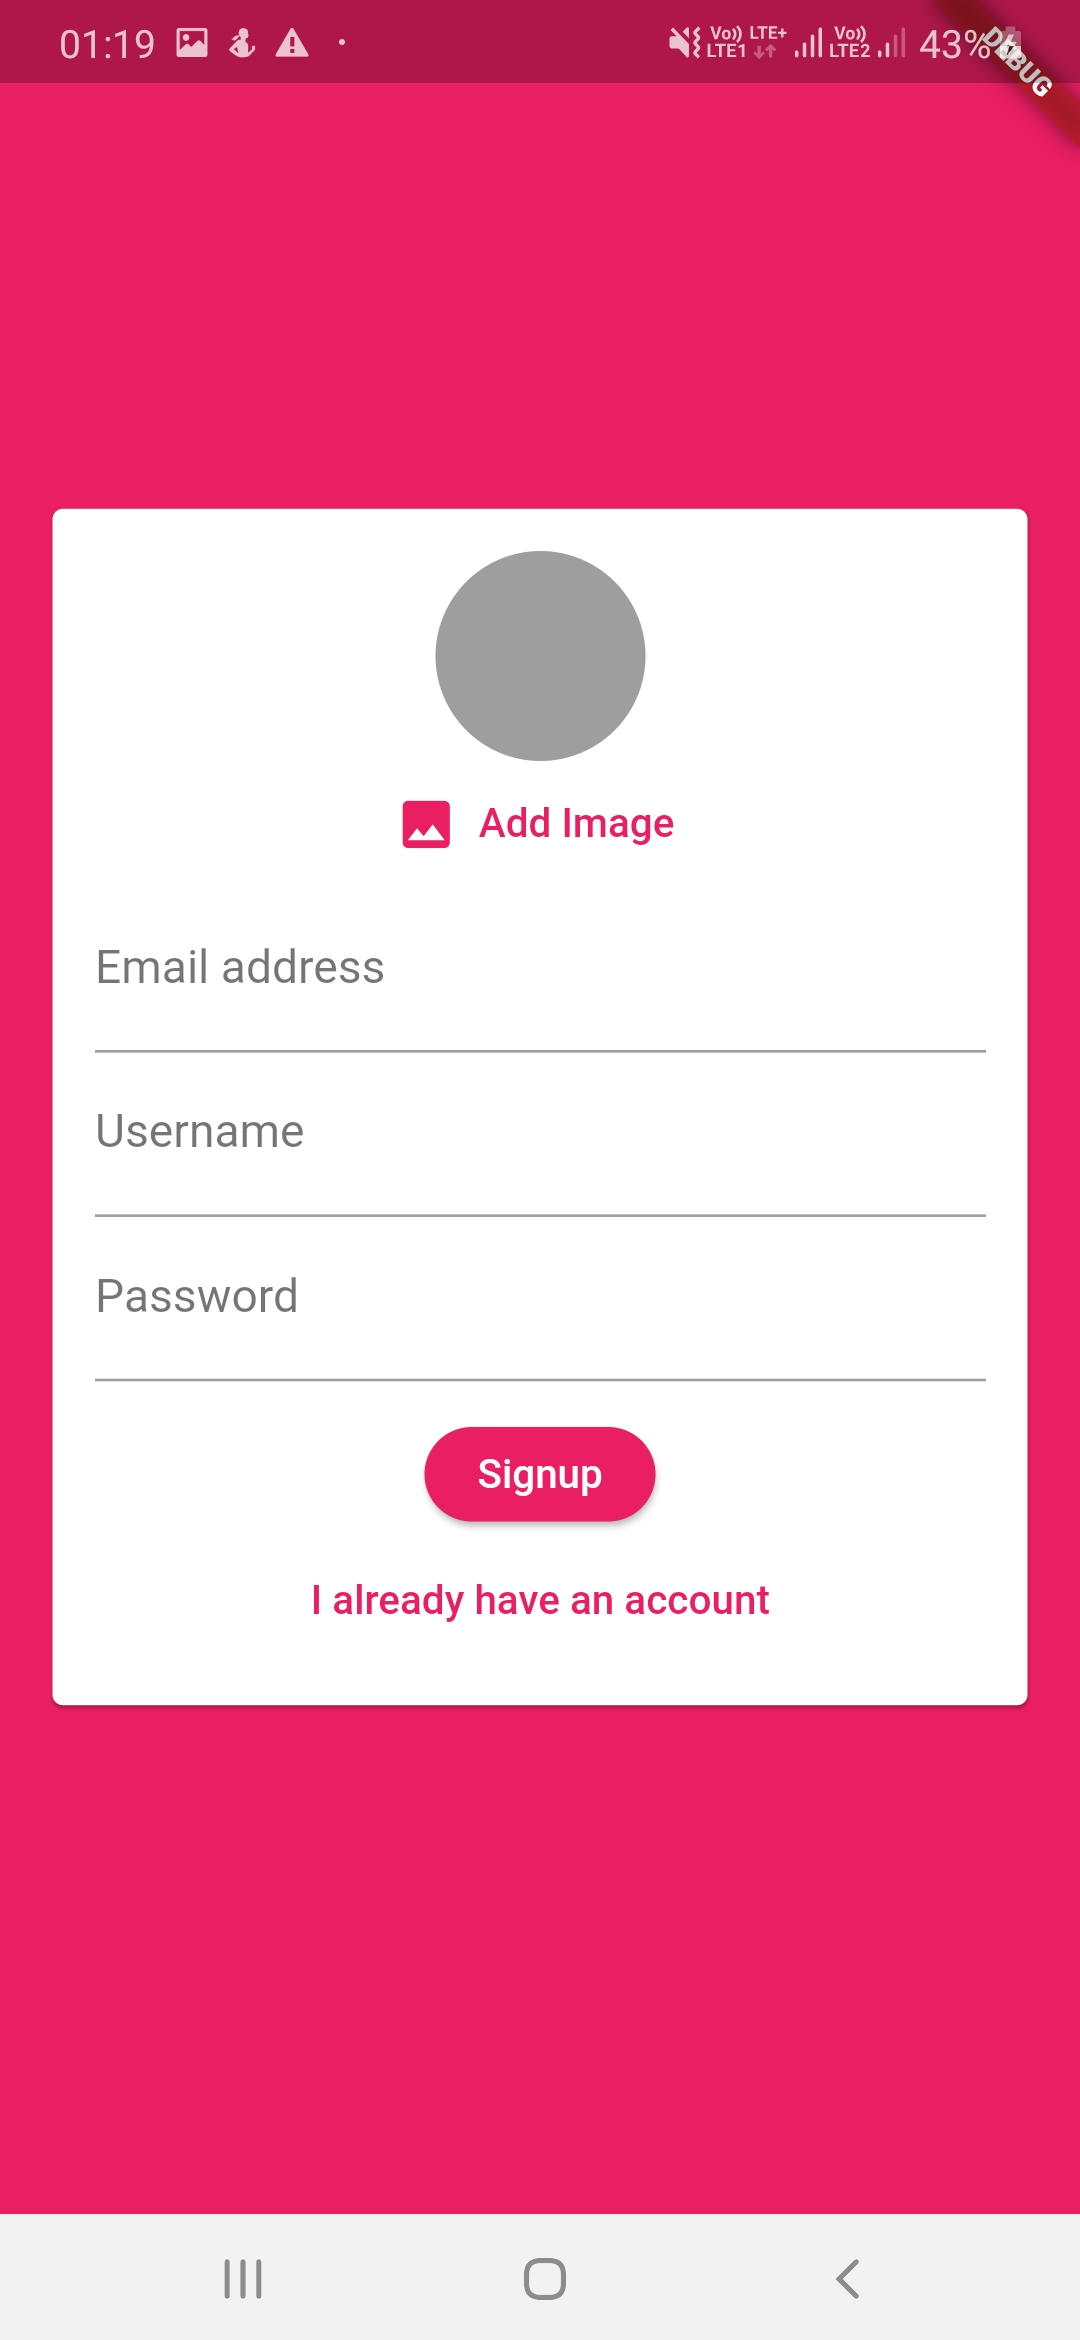 01:19 Vo)) LTE1 LTE+ Vo)) LTE2 43%
DEBUG
Add Image
Email address
Username
Password
Signup
I already have an account